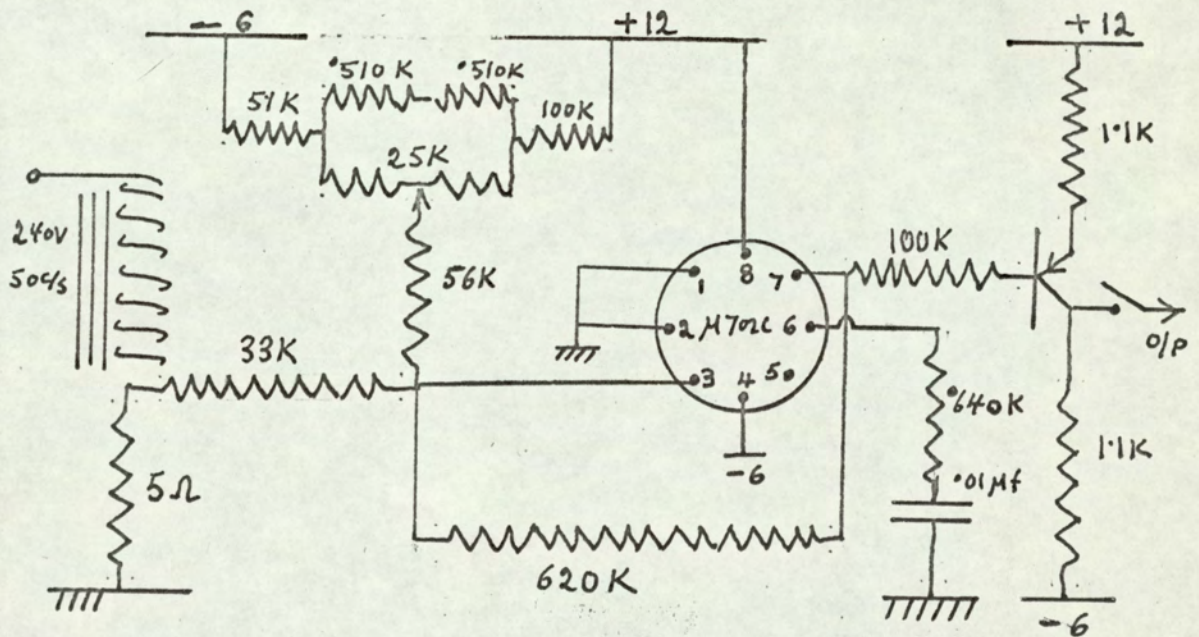 - 6
+12
+12
·510K
·510K
51K
100K
25K
1·1K
240V
50c/s
56K
100K
1
8
7
2
μ702C
6
3
4
5
O/P
33K
·640K
-6
1·1K
5Ω
·01μf
620K
-6